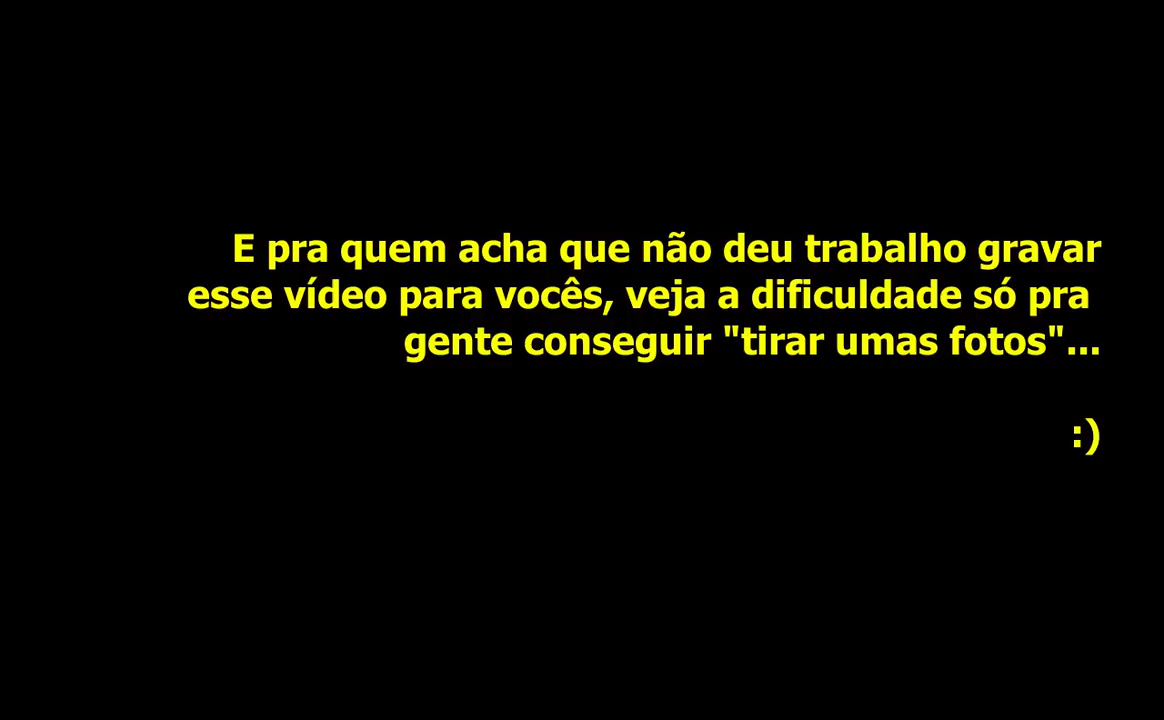 E pra quem acha que não deu trabalho gravar
esse vídeo para vocês, veja a dificuldade só pra
gente conseguir "tirar umas fotos"...
:)